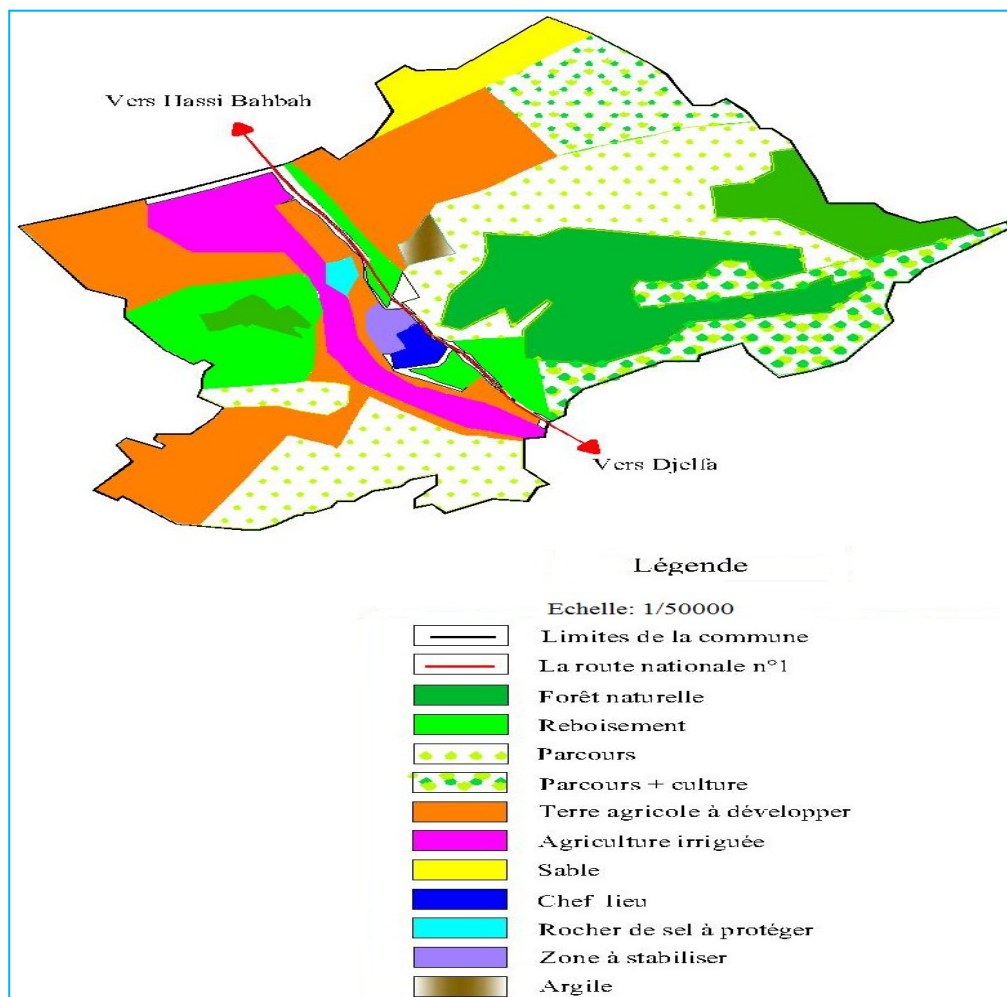 Vers Hassi Bahbah
Vers Djelfa
Légende
Echelle: 1/50000
Limites de la commune
La route nationale n°1
Forêt naturelle
Reboisement
Parcours
Parcours + culture
Terre agricole à développer
Agriculture irriguée
Sable
Chef lieu
Rocher de sel à protéger
Zone à stabiliser
Argile